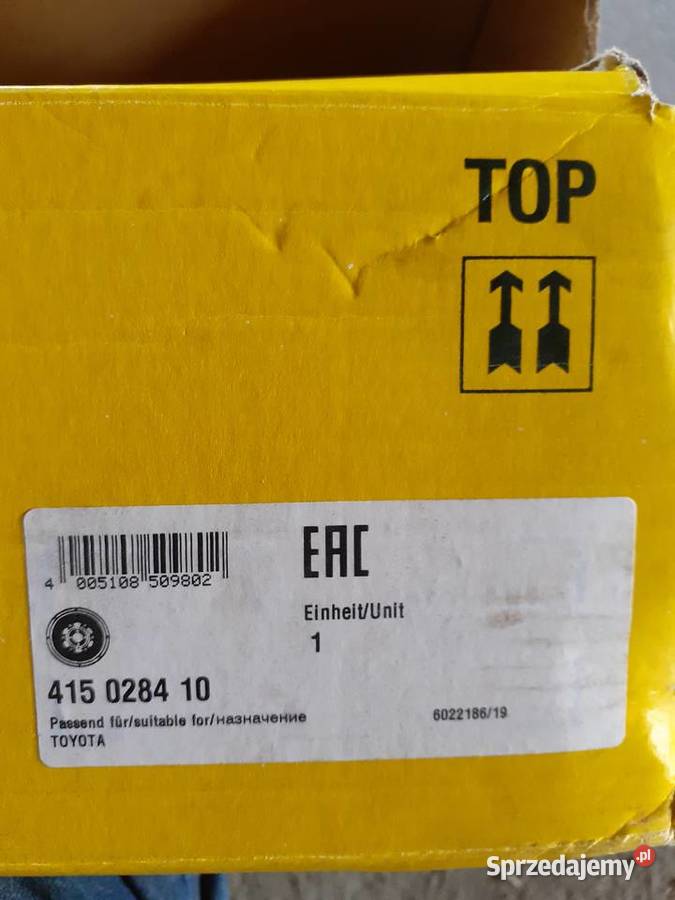 TOP
EAC
4 005108 509802
Einheit/Unit
1
415 0284 10
Passend für/suitable for/назначение
6022186/19
TOYOTA
Sprzedajemy.pl